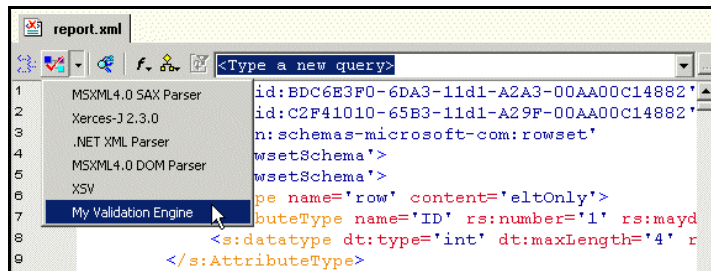 report.xml
<Type a new query>
1 id:BDC6E3F0-6DA3-11d1-A2A3-00AA00C14882'
2 id:C2F41010-65B3-11d1-A29F-00AA00C14882'
3 n:schemas-microsoft-com:rowset'
4 wsetSchema'>
5 wsetSchema'>
6 pe name='row' content='eltOnly'>
7 buteType name='ID' rs:number='1' rs:mayd
8 <s:datatype dt:type='int' dt:maxLength='4' r
9 </s:AttributeType>
MSXML4.0 SAX Parser
Xerces-J 2.3.0
.NET XML Parser
MSXML4.0 DOM Parser
XSV
My Validation Engine